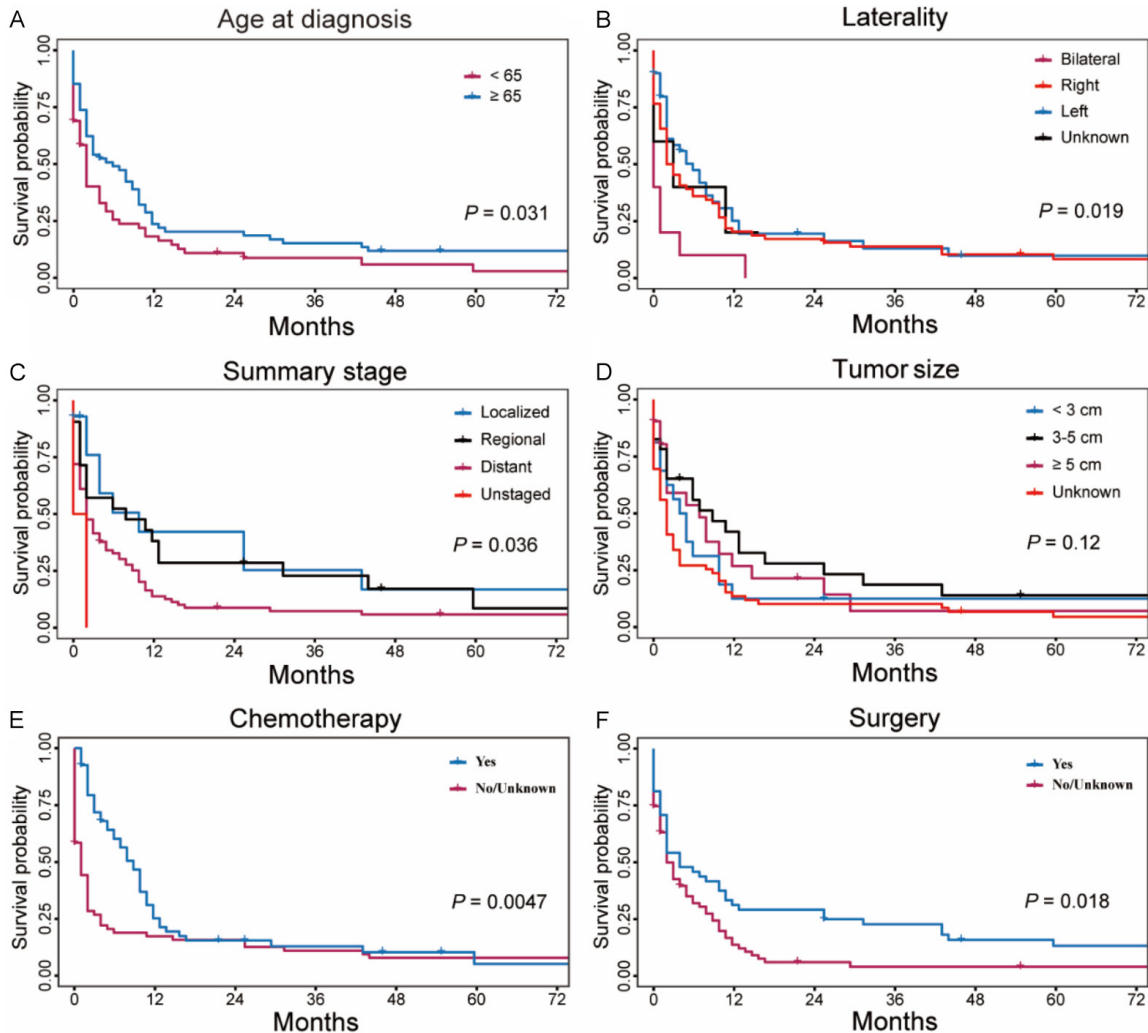 A
Age at diagnosis
Survival probability
1.00
0.75
0.50
0.25
0.00
< 65
≥ 65
P = 0.031
0 12 24 36 48 60 72
Months
B
Laterality
Survival probability
1.00
0.75
0.50
0.25
0.00
Bilateral
Right
Left
Unknown
P = 0.019
0 12 24 36 48 60 72
Months
C
Summary stage
Survival probability
1.00
0.75
0.50
0.25
0.00
Localized
Regional
Distant
Unstaged
P = 0.036
0 12 24 36 48 60 72
Months
D
Tumor size
Survival probability
1.00
0.75
0.50
0.25
0.00
< 3 cm
3-5 cm
≥ 5 cm
Unknown
P = 0.12
0 12 24 36 48 60 72
Months
E
Chemotherapy
Survival probability
1.00
0.75
0.50
0.25
0.00
Yes
No/Unknown
P = 0.0047
0 12 24 36 48 60 72
Months
F
Surgery
Survival probability
1.00
0.75
0.50
0.25
0.00
Yes
No/Unknown
P = 0.018
0 12 24 36 48 60 72
Months